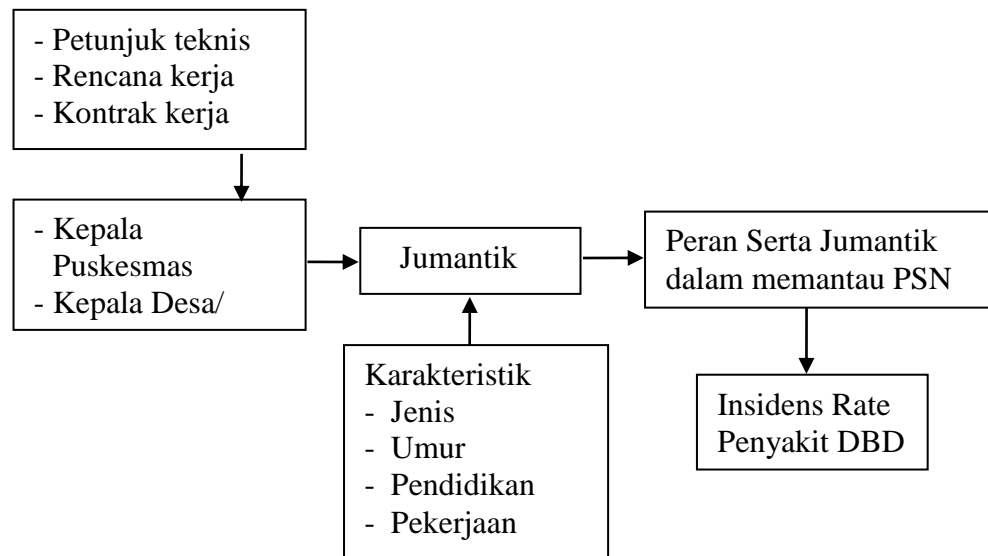 - Petunjuk teknis
- Rencana kerja
- Kontrak kerja
- Kepala
Puskesmas
- Kepala Desa/
Jumantik
Peran Serta Jumantik
dalam memantau PSN
Karakteristik
- Jenis
- Umur
- Pendidikan
- Pekerjaan
Insidens Rate
Penyakit DBD